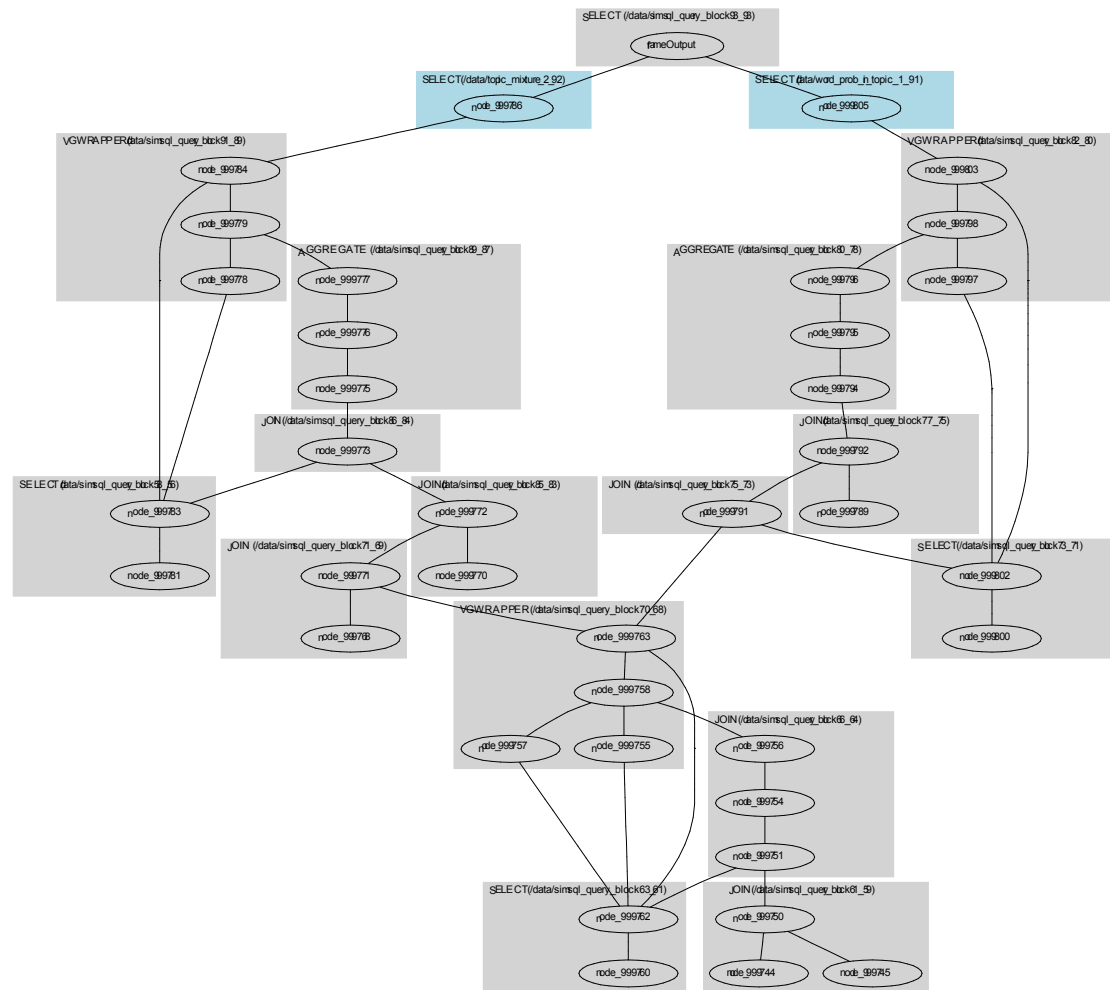 SELECT (/data/simsql_query_block93_93)
frameOutput
SELECT(/data/topic_mixture_2_92)
node_999786
SELECT(/data/word_prob_in_topic_1_91)
node_999805
VGWRAPPER(/data/simsql_query_block91_89)
node_999784
node_999779
node_999778
VGWRAPPER(/data/simsql_query_block82_80)
node_999803
node_999798
node_999797
AGGREGATE (/data/simsql_query_block89_87)
node_999777
node_999776
node_999775
AGGREGATE (/data/simsql_query_block80_78)
node_999796
node_999795
node_999794
JOIN(/data/simsql_query_block86_84)
node_999773
JOIN(/data/simsql_query_block77_75)
node_999792
node_999789
SELECT(/data/simsql_query_block58_56)
node_999783
node_999781
JOIN(/data/simsql_query_block85_83)
node_999772
node_999770
JOIN (/data/simsql_query_block75_73)
node_999791
JOIN (/data/simsql_query_block71_69)
node_999771
node_999768
SELECT(/data/simsql_query_block73_71)
node_999802
node_999800
VGWRAPPER(/data/simsql_query_block70_68)
node_999763
node_999758
node_999757
node_999755
JOIN(/data/simsql_query_block66_64)
node_999756
node_999754
node_999751
SELECT(/data/simsql_query_block63_61)
node_999762
node_999760
JOIN(/data/simsql_query_block61_59)
node_999750
node_999744
node_999745